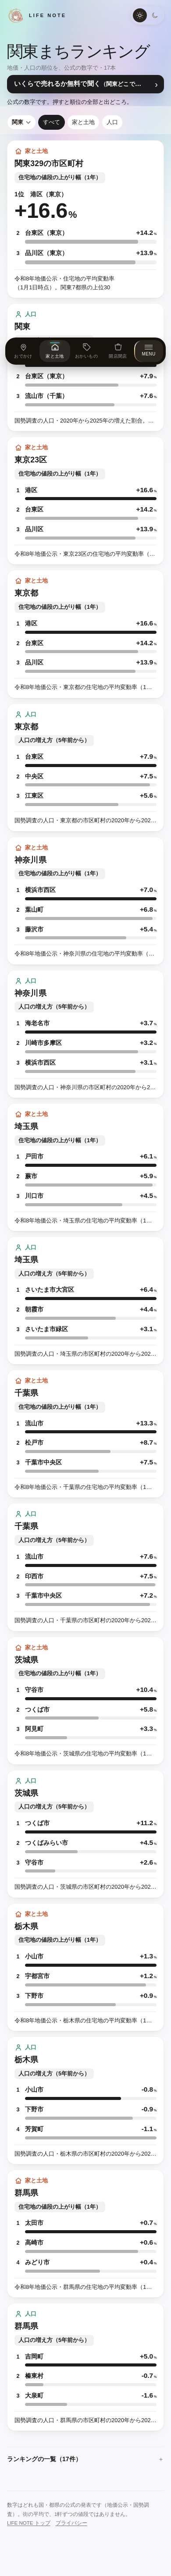 LIFE NOTE
関東まちランキング
地価・人口の順位を、公式の数字で・17本
いくらで売れるか無料で聞く（関東どこで… ›
公式の数字です。押すと順位の全部と出どころ。
関東 すべて 家と土地 人口
家と土地
関東329の市区町村
住宅地の値段の上がり幅（1年）
1位 港区（東京）
+16.6%
2 台東区（東京） +14.2%
3 品川区（東京） +13.9%
令和8年地価公示・住宅地の平均変動率
（1月1日時点）。関東7都県の上位30
人口
関東
おでかけ 家と土地 おかいもの 開店閉店 MENU
2 台東区（東京） +7.9%
3 流山市（千葉） +7.6%
国勢調査の人口・2020年から2025年の増えた割合。…
家と土地
東京23区
住宅地の値段の上がり幅（1年）
1 港区 +16.6%
2 台東区 +14.2%
3 品川区 +13.9%
令和8年地価公示・東京23区の住宅地の平均変動率（…
家と土地
東京都
住宅地の値段の上がり幅（1年）
1 港区 +16.6%
2 台東区 +14.2%
3 品川区 +13.9%
令和8年地価公示・東京都の住宅地の平均変動率（1…
人口
東京都
人口の増え方（5年前から）
1 台東区 +7.9%
2 中央区 +7.5%
3 江東区 +5.6%
国勢調査の人口・東京都の市区町村の2020年から202…
家と土地
神奈川県
住宅地の値段の上がり幅（1年）
1 横浜市西区 +7.0%
2 葉山町 +6.8%
3 藤沢市 +5.4%
令和8年地価公示・神奈川県の住宅地の平均変動率（…
人口
神奈川県
人口の増え方（5年前から）
1 海老名市 +3.7%
2 川崎市多摩区 +3.2%
3 横浜市西区 +3.1%
国勢調査の人口・神奈川県の市区町村の2020年から2…
家と土地
埼玉県
住宅地の値段の上がり幅（1年）
1 戸田市 +6.1%
2 蕨市 +5.9%
3 川口市 +4.5%
令和8年地価公示・埼玉県の住宅地の平均変動率（1…
人口
埼玉県
人口の増え方（5年前から）
1 さいたま市大宮区 +6.4%
2 朝霞市 +4.4%
3 さいたま市緑区 +3.1%
国勢調査の人口・埼玉県の市区町村の2020年から202…
家と土地
千葉県
住宅地の値段の上がり幅（1年）
1 流山市 +13.3%
2 松戸市 +8.7%
3 千葉市中央区 +7.5%
令和8年地価公示・千葉県の住宅地の平均変動率（1…
人口
千葉県
人口の増え方（5年前から）
1 流山市 +7.6%
2 印西市 +7.5%
3 千葉市中央区 +7.2%
国勢調査の人口・千葉県の市区町村の2020年から202…
家と土地
茨城県
住宅地の値段の上がり幅（1年）
1 守谷市 +10.4%
2 つくば市 +5.8%
3 阿見町 +3.3%
令和8年地価公示・茨城県の住宅地の平均変動率（1…
人口
茨城県
人口の増え方（5年前から）
1 つくば市 +11.2%
2 つくばみらい市 +4.5%
3 守谷市 +2.6%
国勢調査の人口・茨城県の市区町村の2020年から202…
家と土地
栃木県
住宅地の値段の上がり幅（1年）
1 小山市 +1.3%
2 宇都宮市 +1.2%
3 下野市 +0.9%
令和8年地価公示・栃木県の住宅地の平均変動率（1…
人口
栃木県
人口の増え方（5年前から）
2 小山市 -0.8%
3 下野市 -0.9%
4 芳賀町 -1.1%
国勢調査の人口・栃木県の市区町村の2020年から202…
家と土地
群馬県
住宅地の値段の上がり幅（1年）
1 太田市 +0.7%
2 高崎市 +0.6%
4 みどり市 +0.4%
令和8年地価公示・群馬県の住宅地の平均変動率（1…
人口
群馬県
人口の増え方（5年前から）
1 吉岡町 +5.0%
2 榛東村 -0.7%
3 大泉町 -1.6%
国勢調査の人口・群馬県の市区町村の2020年から202…
ランキングの一覧（17件） +
数字はどれも国・都県の公式の発表です（地価公示・国勢調
査）。街の平均で、1軒ずつの値段ではありません。
LIFE NOTE トップ プライバシー